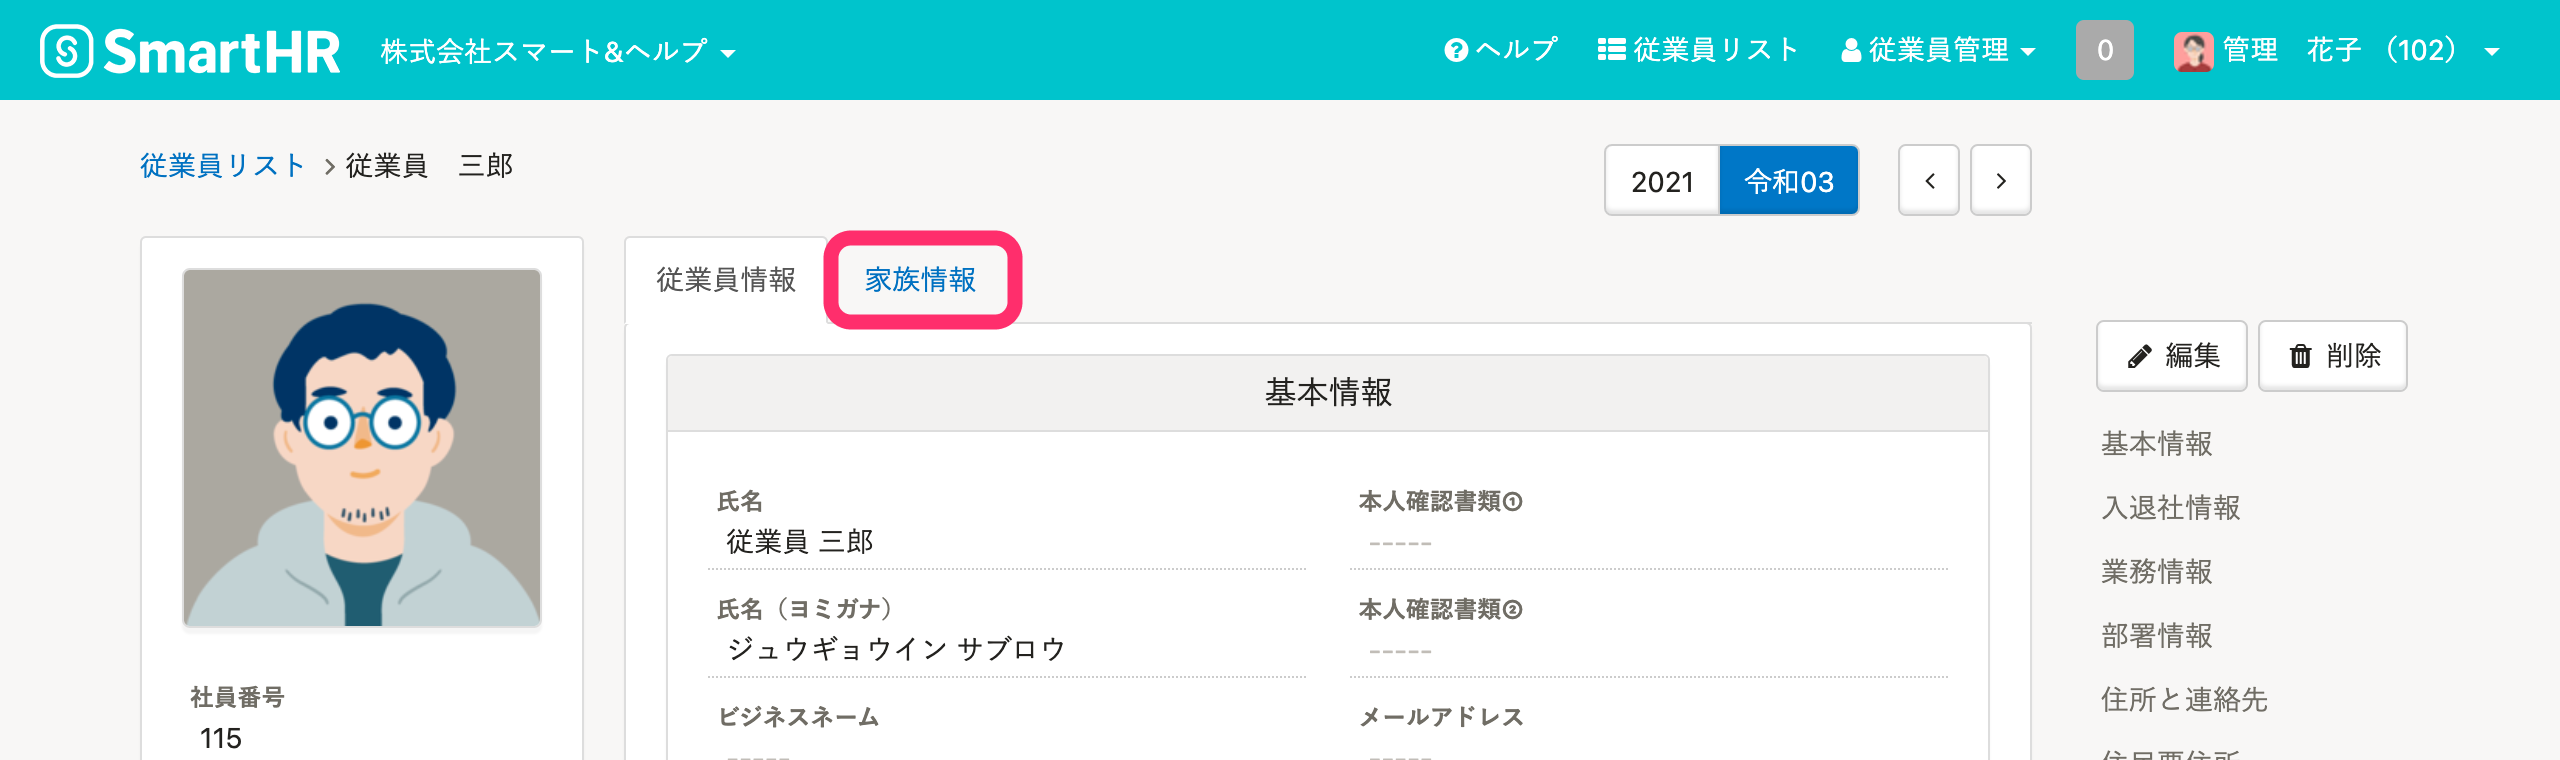 SmartHR 株式会社スマート&ヘルプ ヘルプ 従業員リスト 従業員管理 0 管理　花子 （102）
従業員リスト > 従業員　三郎
2021 令和03 < >
従業員情報 家族情報
編集 削除
基本情報
氏名
従業員 三郎
本人確認書類①
-----
氏名（ヨミガナ）
ジュウギョウイン サブロウ
本人確認書類②
-----
ビジネスネーム
-----
メールアドレス
-----
社員番号
115
基本情報
入退社情報
業務情報
部署情報
住所と連絡先